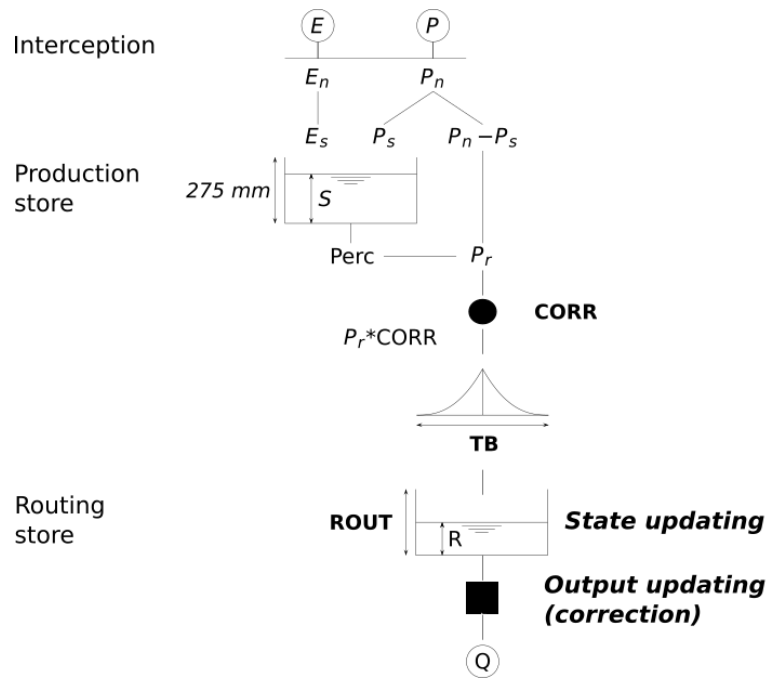 E
P
Interception
Eₙ
Pₙ
Eₛ
Pₛ
Pₙ −Pₛ
Production
store
275 mm
S
Perc
Pᵣ
CORR
Pᵣ*CORR
TB
Routing
store
ROUT
R
State updating
Output updating
(correction)
Q